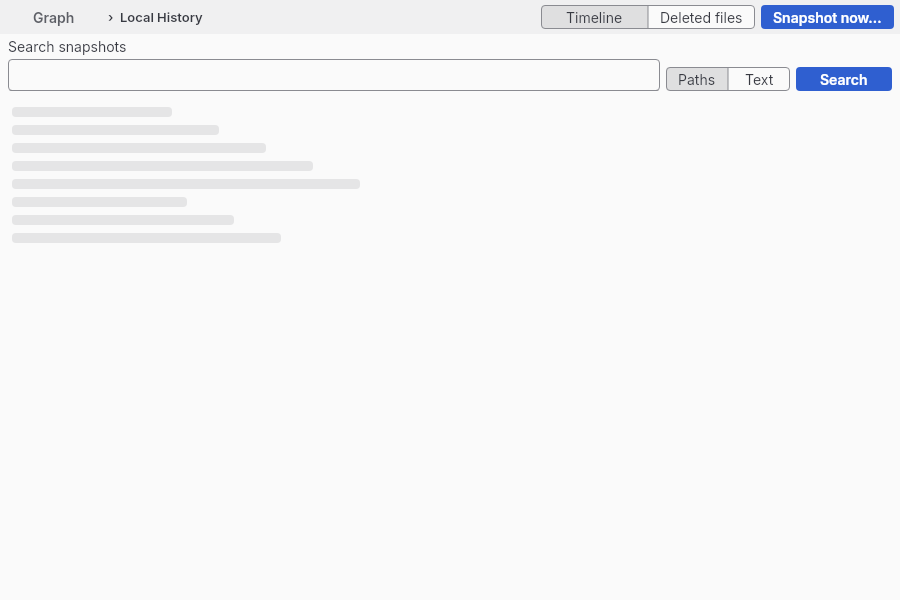 Graph
› Local History
Timeline
Deleted files
Snapshot now...
Search snapshots
Paths
Text
Search